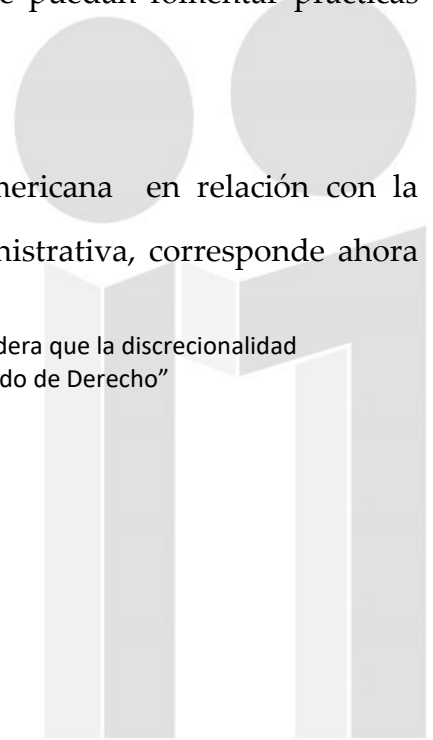 puedan fomentar prácticas
mericana en relación con la
nistrativa, corresponde ahora
dera que la discrecionalidad
do de Derecho”